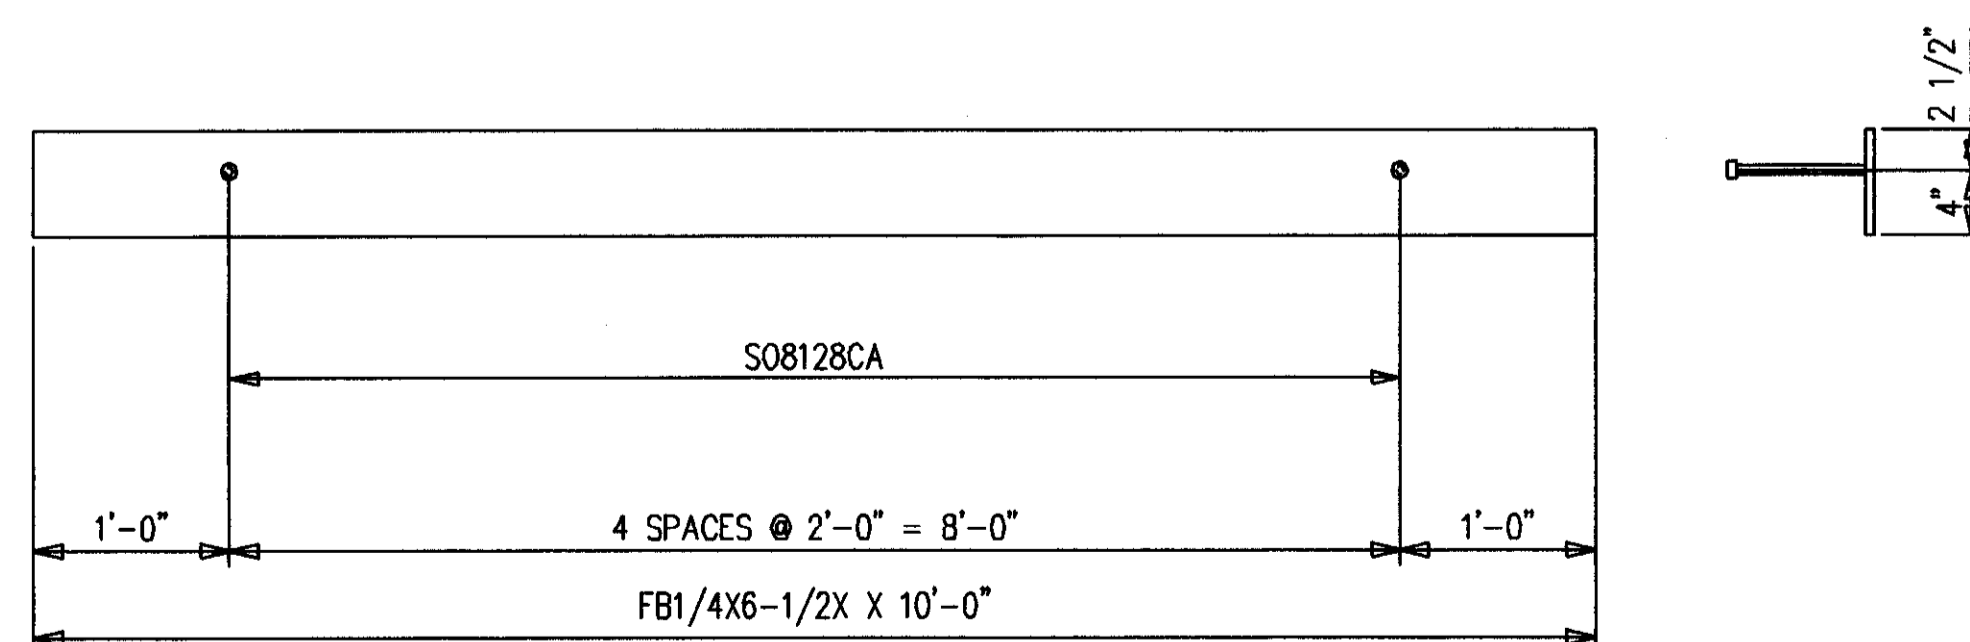 2 1/2"
4"
SO8128CA
1'-0"
4 SPACES @ 2'-0" = 8'-0"
1'-0"
FB1/4X6-1/2X X 10'-0"